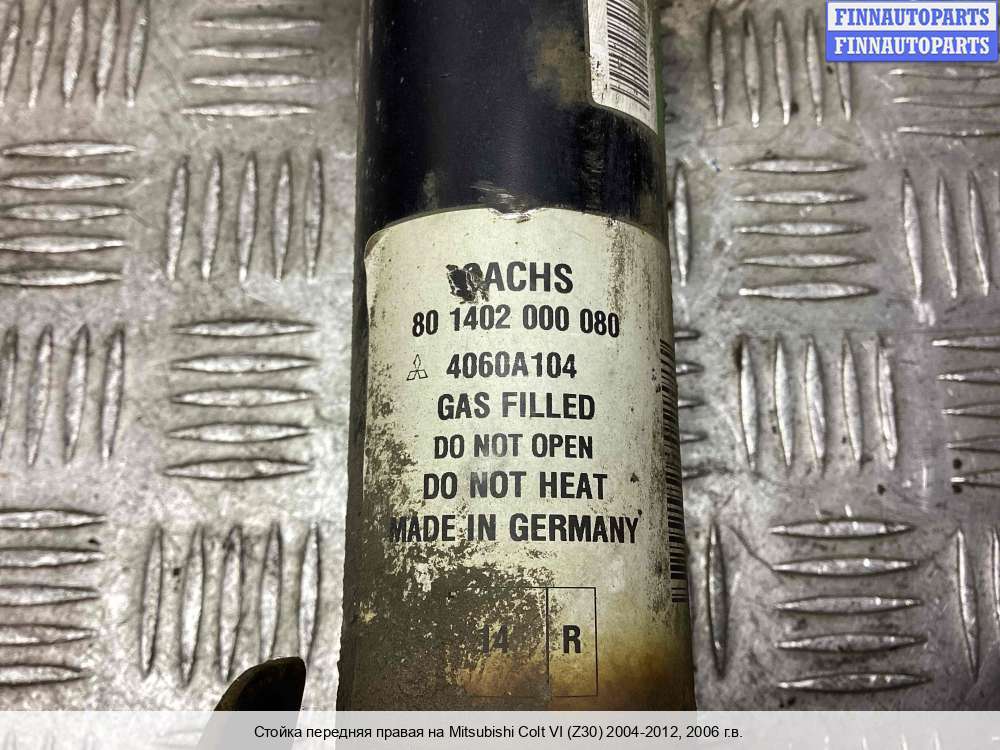 FINNAUTOPARTS
FINNAUTOPARTS
SACHS
80 1402 000 080
4060A104
GAS FILLED
DO NOT OPEN
DO NOT HEAT
MADE IN GERMANY
14 R
Стойка передняя правая на Mitsubishi Colt VI (Z30) 2004-2012, 2006 г.в.